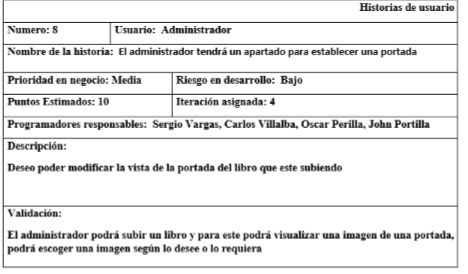 Historias de usuario
Numero: 8 Usuario: Administrador
Nombre de la historia: El administrador tendrá un apartado para establecer una portada
Prioridad en negocio: Media Riesgo en desarrollo: Bajo
Puntos Estimados: 10 Iteración asignada: 4
Programadores responsables: Sergio Vargas, Carlos Villalba, Oscar Perilla, John Portilla
Descripción:
Deseo poder modificar la vista de la portada del libro que este subiendo
Validación:
El administrador podrá subir un libro y para este podrá visualizar una imagen de una portada,
podrá escoger una imagen según lo desee o lo requiera